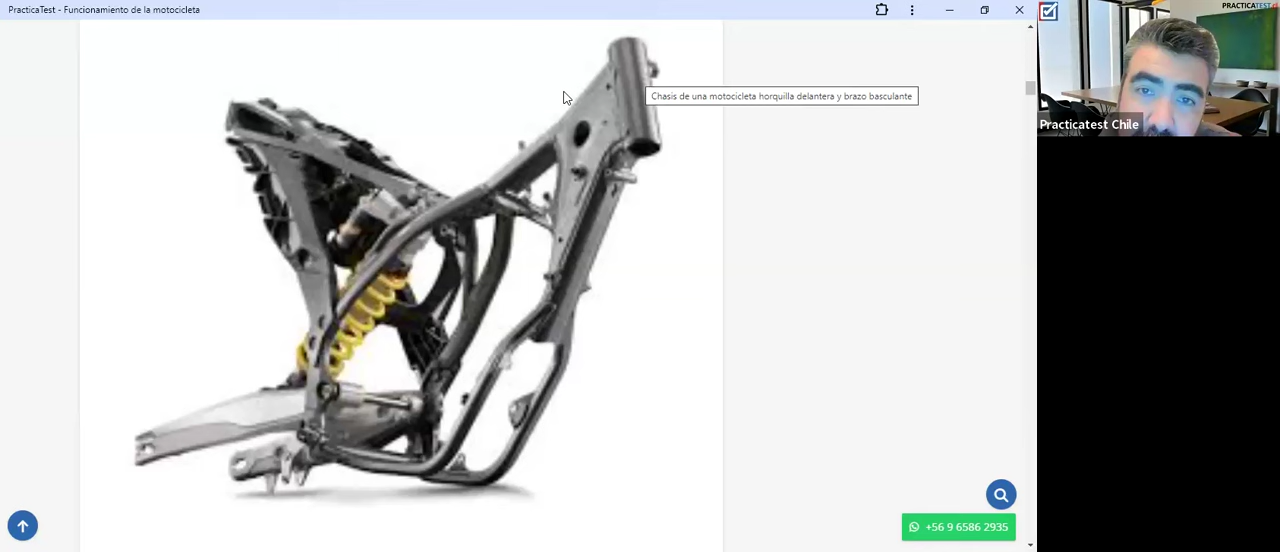 PracticaTest - Funcionamiento de la motocicleta
PRACTICATEST.cl
Chasis de una motocicleta horquilla delantera y brazo basculante
Practicatest Chile
+56 9 6586 2935